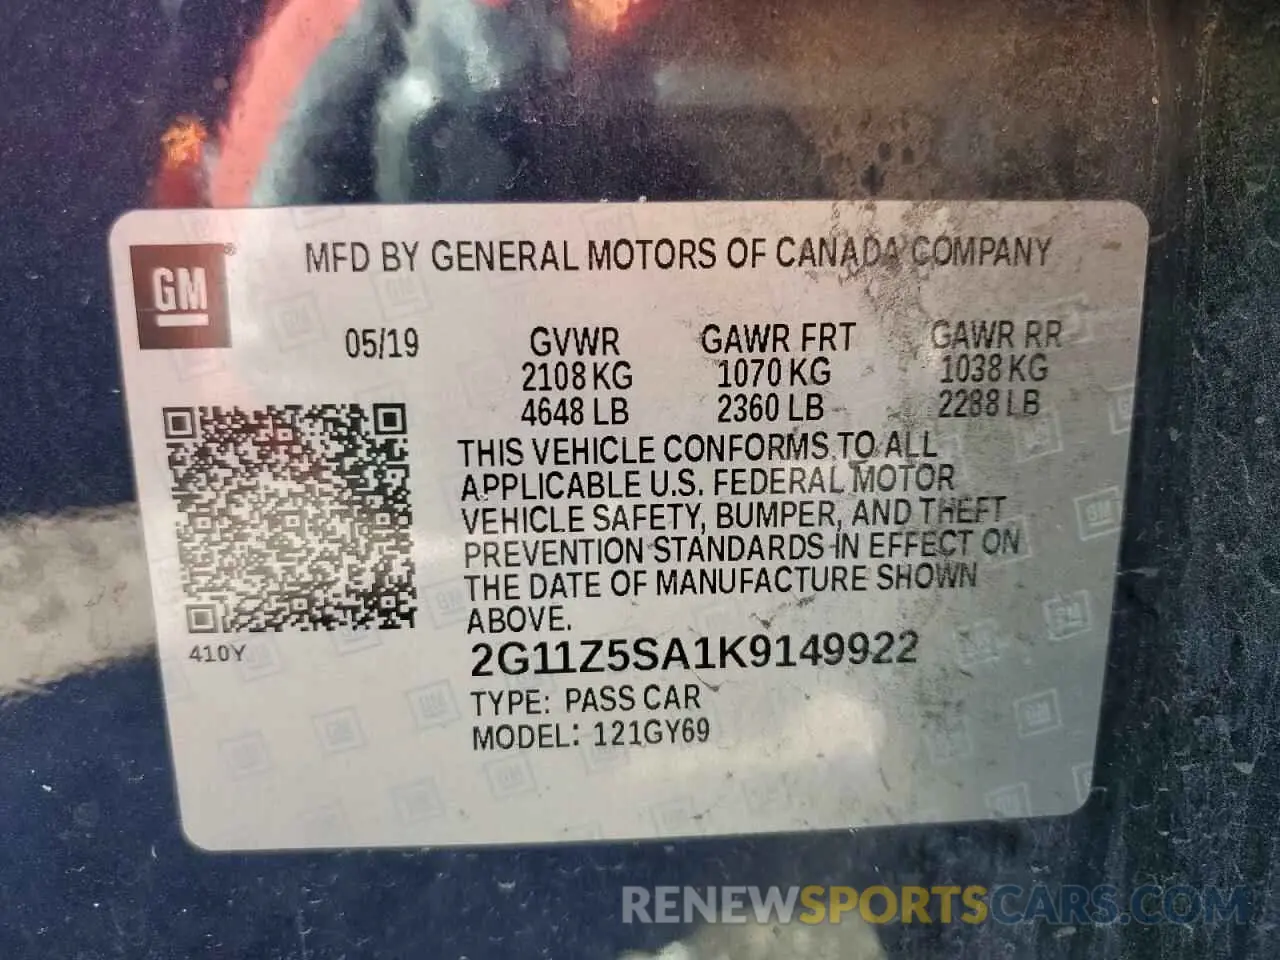 GM®
MFD BY GENERAL MOTORS OF CANADA COMPANY
05/19 GVWR GAWR FRT GAWR RR
2108 KG 1070 KG 1038 KG
4648 LB 2360 LB 2288 LB
THIS VEHICLE CONFORMS TO ALL
APPLICABLE U.S. FEDERAL MOTOR
VEHICLE SAFETY, BUMPER, AND THEFT
PREVENTION STANDARDS IN EFFECT ON
THE DATE OF MANUFACTURE SHOWN
ABOVE.
410Y
2G11Z5SA1K9149922
TYPE: PASS CAR
MODEL: 121GY69
RENEWSPORTSCARS.COM